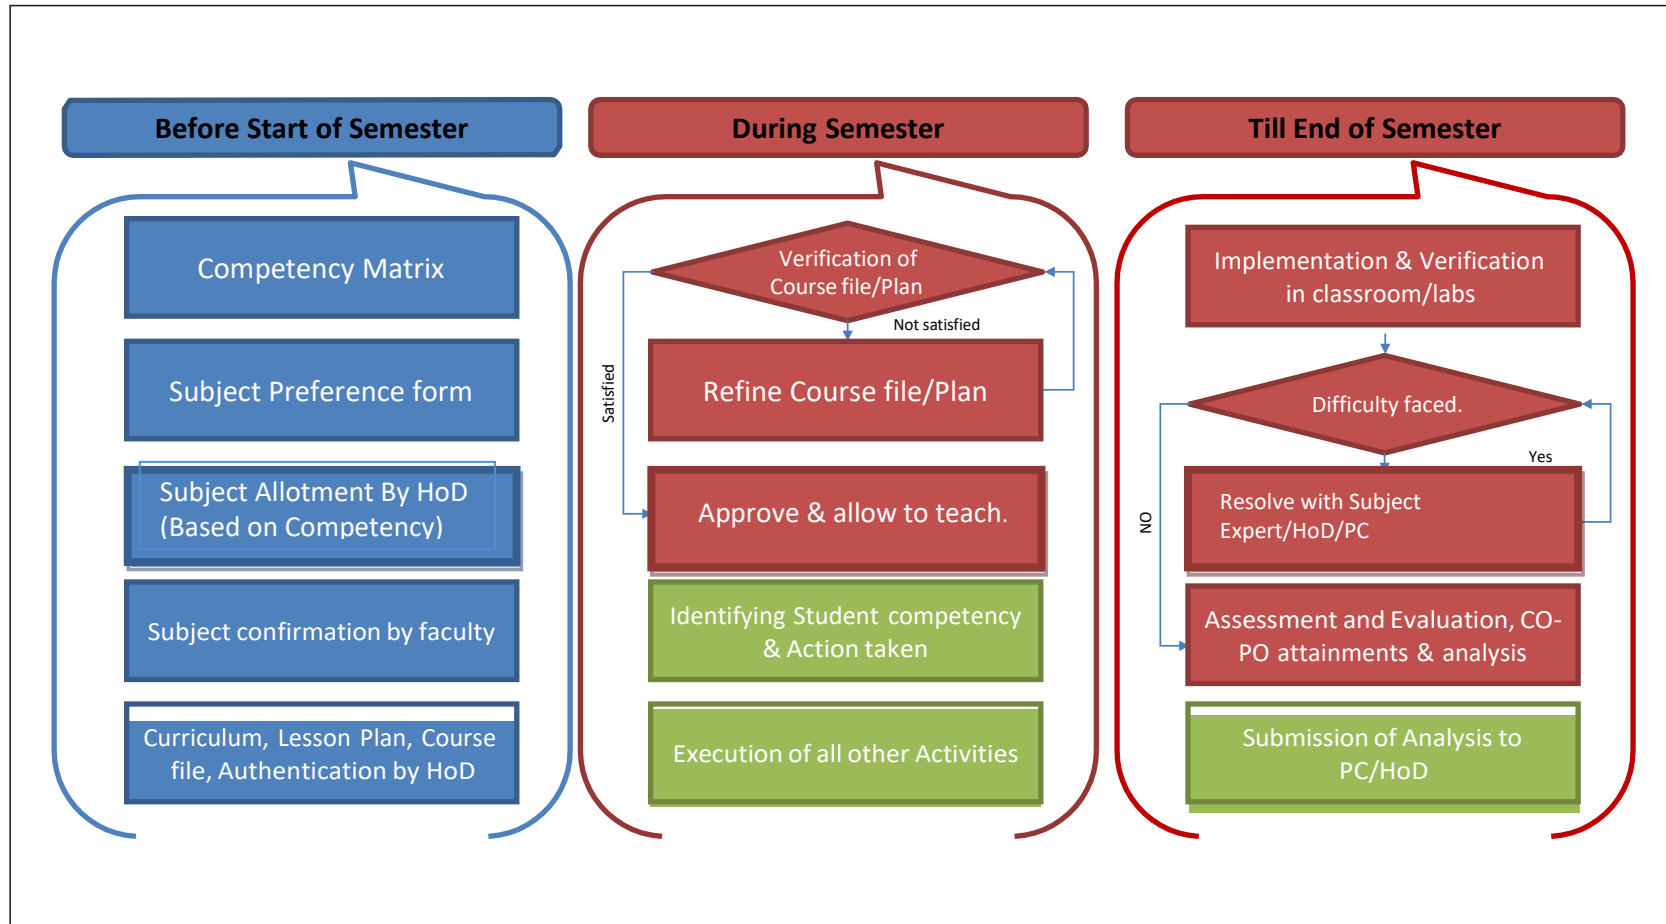 Before Start of Semester
Competency Matrix
Subject Preference form
Subject Allotment By HoD
(Based on Competency)
Subject confirmation by faculty
Curriculum, Lesson Plan, Course
file, Authentication by HoD
During Semester
Verification of
Course file/Plan
Not satisfied
Satisfied
Refine Course file/Plan
Approve & allow to teach.
Identifying Student competency
& Action taken
Execution of all other Activities
Till End of Semester
Implementation & Verification
in classroom/labs
Difficulty faced.
Yes
NO
Resolve with Subject
Expert/HoD/PC
Assessment and Evaluation, CO-
PO attainments & analysis
Submission of Analysis to
PC/HoD